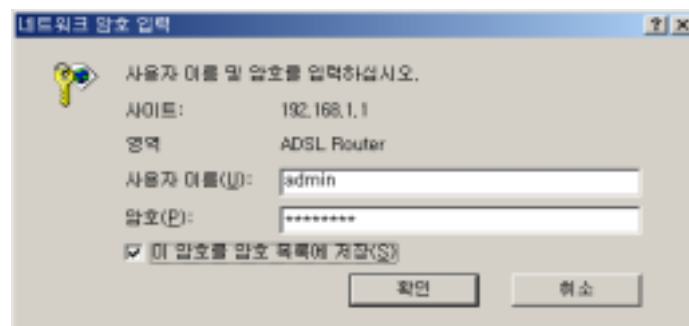 네트워크 암호 입력
사용자 이름 및 암호를 입력하십시오.
사이트: 192.168.1.1
영역 ADSL Router
사용자 이름(U): admin
암호(P): ********
이 암호를 암호 목록에 저장(S)
확인 취소